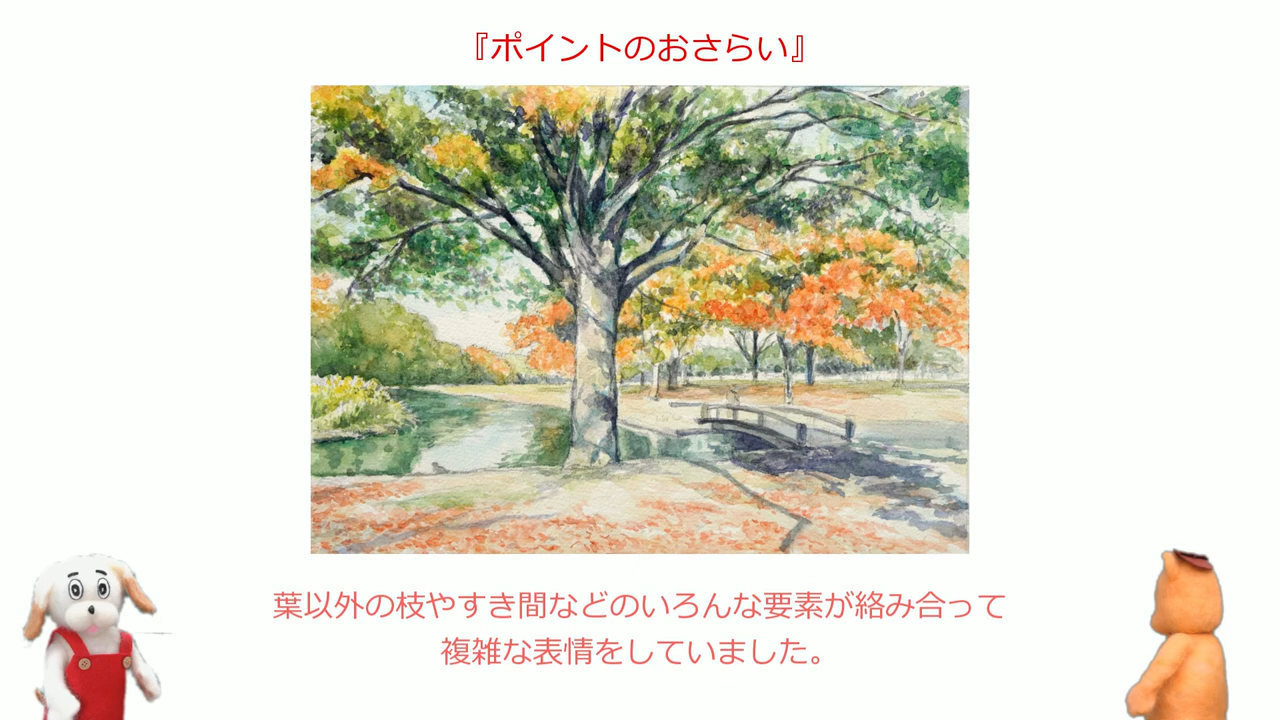 『ポイントのおさらい』
葉以外の枝やすき間などのいろんな要素が絡み合って
複雑な表情をしていました。